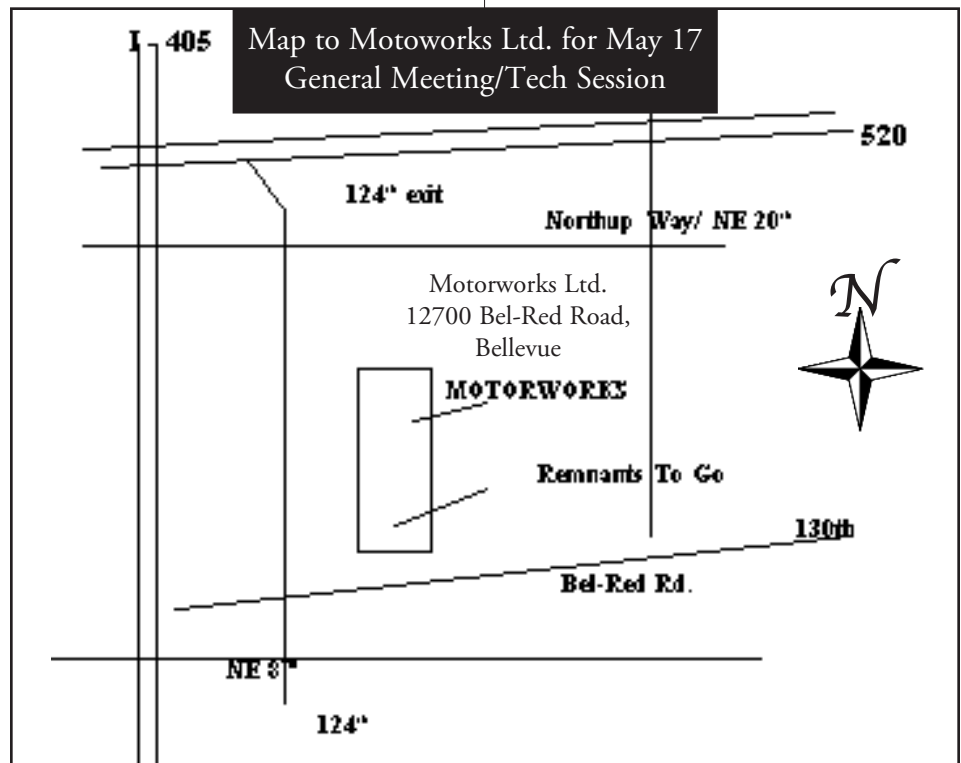 Map to Motoworks Ltd. for May 17
General Meeting/Tech Session
I - 405
520
124th exit
Northup Way/ NE 20th
N
Motorworks Ltd.
12700 Bel-Red Road,
Bellevue
MOTORWORKS
Remnants To Go
130th
Bel-Red Rd.
NE 8th
124th